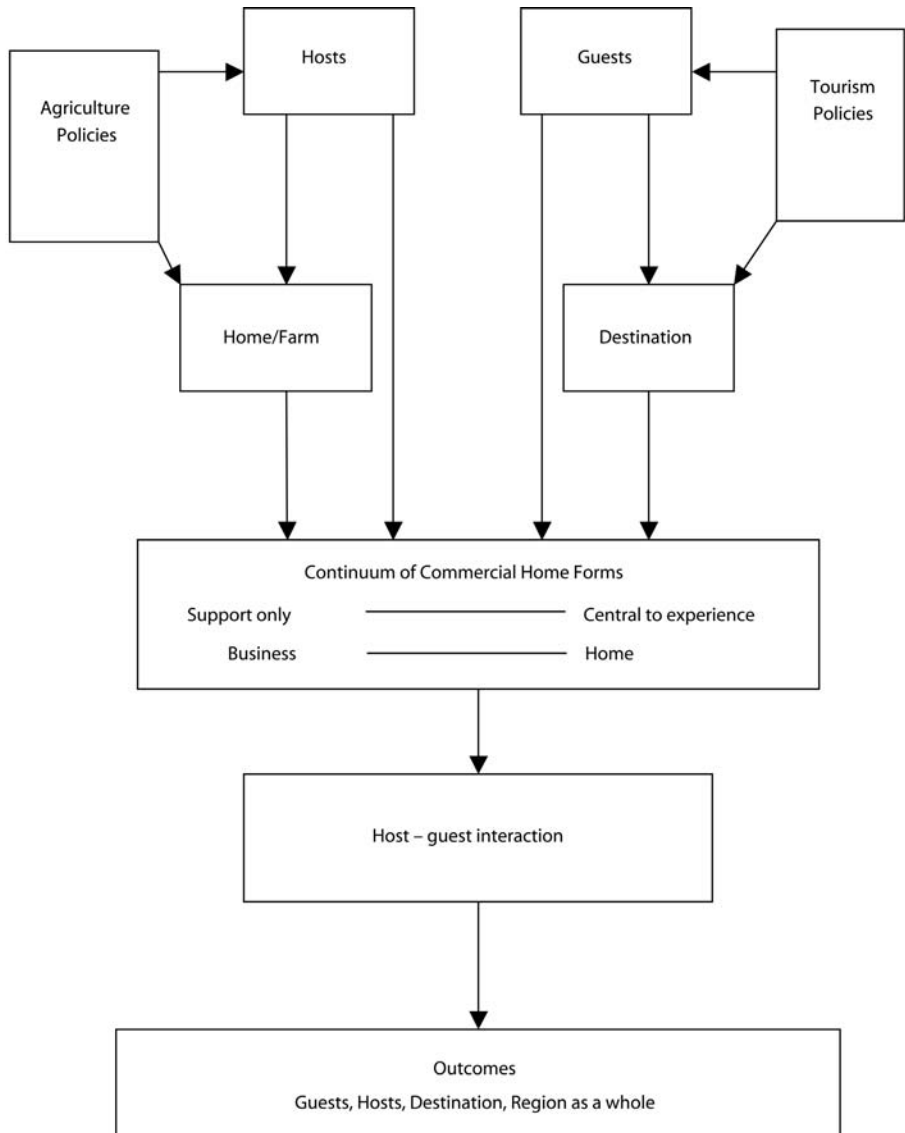 Hosts
Guests
Agriculture
Policies
Tourism
Policies
Home/Farm
Destination
Continuum of Commercial Home Forms
Support only Central to experience
Business Home
Host – guest interaction
Outcomes
Guests, Hosts, Destination, Region as a whole